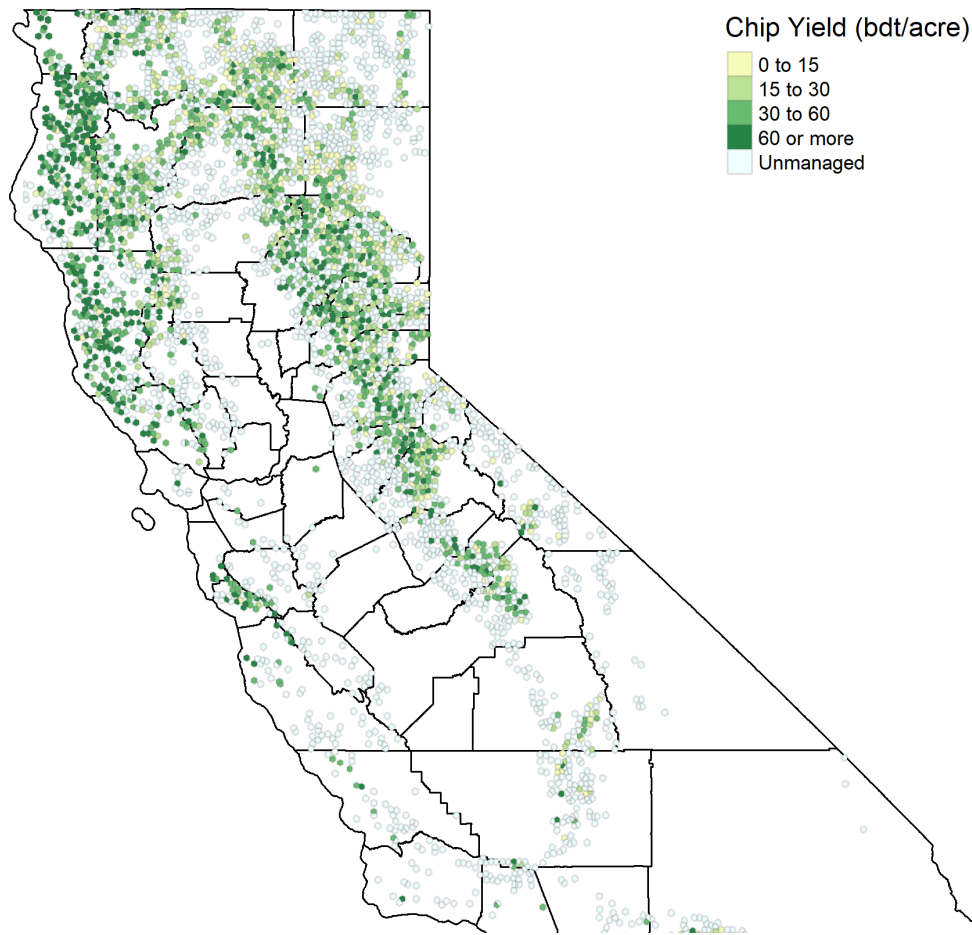 Chip Yield (bdt/acre)
0 to 15
15 to 30
30 to 60
60 or more
Unmanaged